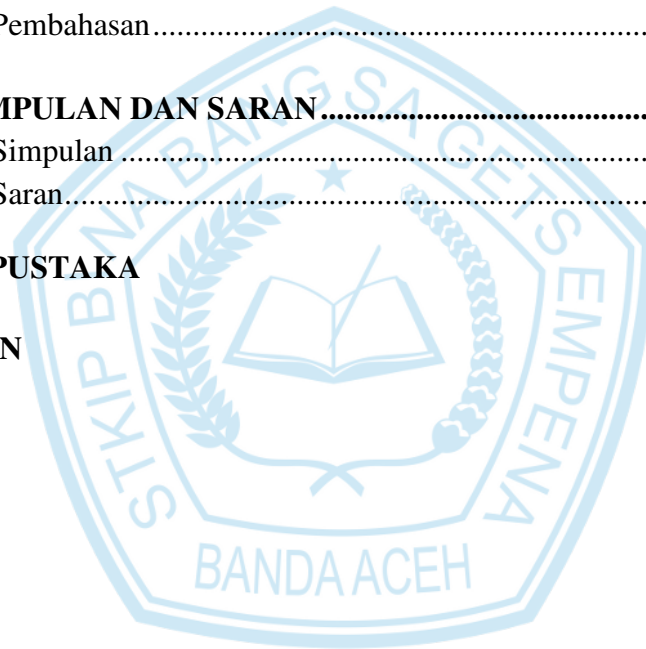 Pembahasan....................................................................
MPULAN DAN SARAN............................................
Simpulan ........................................................................
Saran................................................................................
PUSTAKA
N
STKIP BINA BANGSA GETSEMPENA
BANDA ACEH